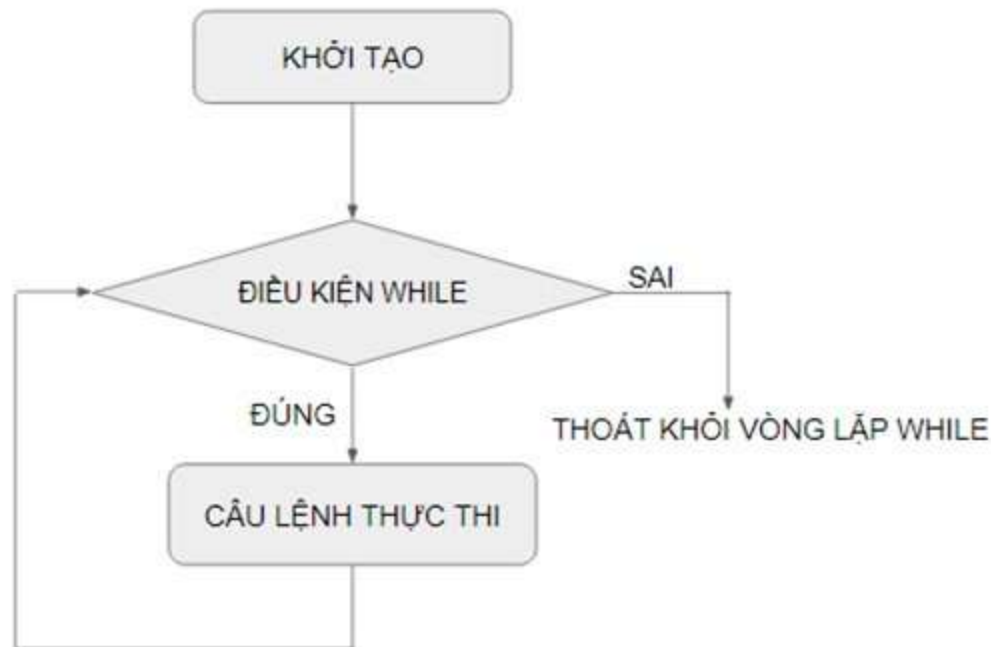 KHỞI TẠO
ĐIỀU KIỆN WHILE
SAI
ĐÚNG
THOÁT KHỎI VÒNG LẶP WHILE
CÂU LỆNH THỰC THI